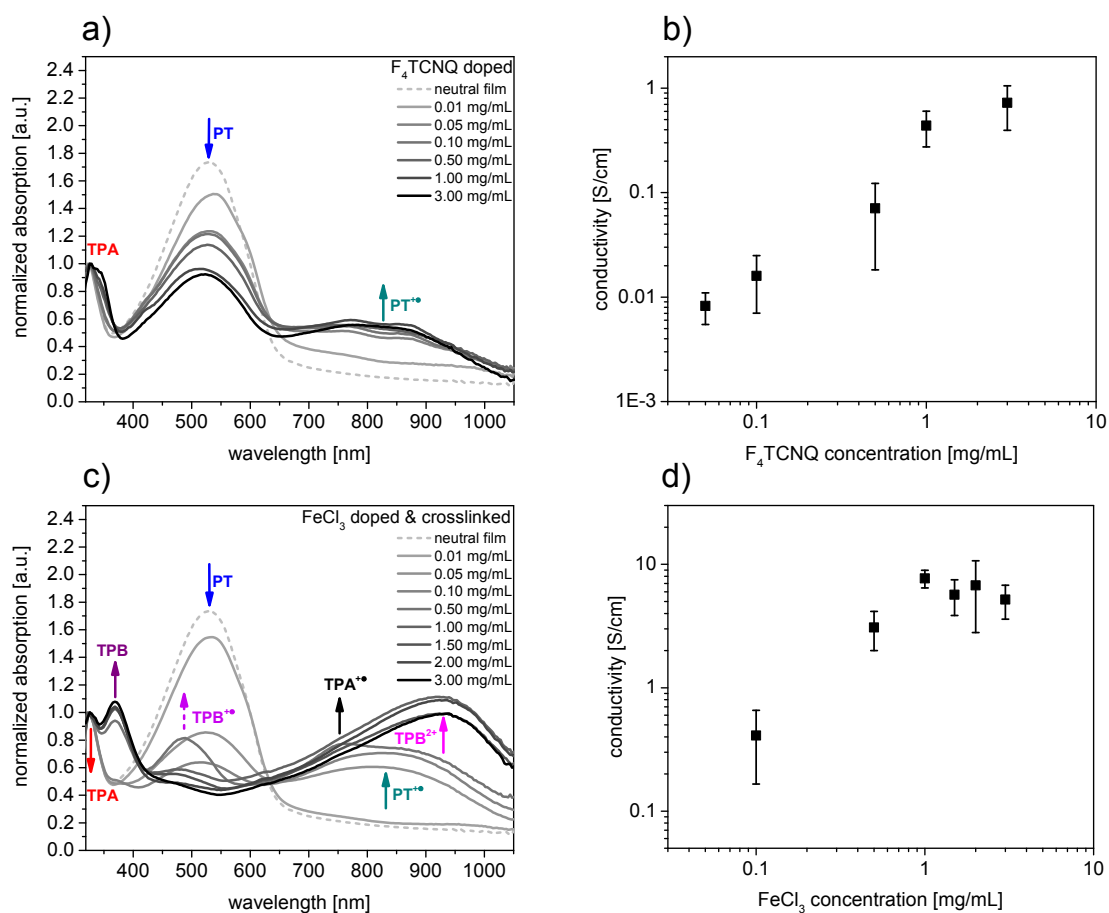 a)
F₄TCNQ doped
neutral film
0.01 mg/mL
0.05 mg/mL
0.10 mg/mL
0.50 mg/mL
1.00 mg/mL
3.00 mg/mL
PT
TPA
PT⁺•
2.4
2.2
2.0
1.8
1.6
1.4
1.2
1.0
0.8
0.6
0.4
0.2
0.0
normalized absorption [a.u.]
400 500 600 700 800 900 1000
wavelength [nm]
b)
1
0.1
0.01
1E-3
conductivity [S/cm]
0.1 1 10
F₄TCNQ concentration [mg/mL]
c)
FeCl₃ doped & crosslinked
neutral film
0.01 mg/mL
0.05 mg/mL
0.10 mg/mL
0.50 mg/mL
1.00 mg/mL
1.50 mg/mL
2.00 mg/mL
3.00 mg/mL
PT
TPB
TPB⁺•
TPA⁺•
TPB²⁺
TPA
PT⁺•
2.4
2.2
2.0
1.8
1.6
1.4
1.2
1.0
0.8
0.6
0.4
0.2
0.0
normalized absorption [a.u.]
400 500 600 700 800 900 1000
wavelength [nm]
d)
10
1
0.1
conductivity [S/cm]
0.1 1 10
FeCl₃ concentration [mg/mL]